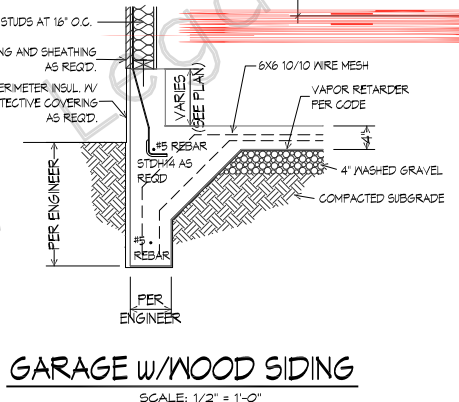 STUDS AT 16" O.C.
NG AND SHEATHING
AS REQ'D.
ERIMETER INSUL. W/
TECTIVE COVERING
AS REQ'D.
VARIES
(SEE PLAN)
6X6 10/10 WIRE MESH
VAPOR RETARDER
PER CODE
4"
#5 REBAR
STDH14 AS
REQD
4" WASHED GRAVEL
COMPACTED SUBGRADE
PER ENGINEER
#5
REBAR
PER
ENGINEER
GARAGE w/WOOD SIDING
SCALE: 1/2" = 1'-0"
Lega